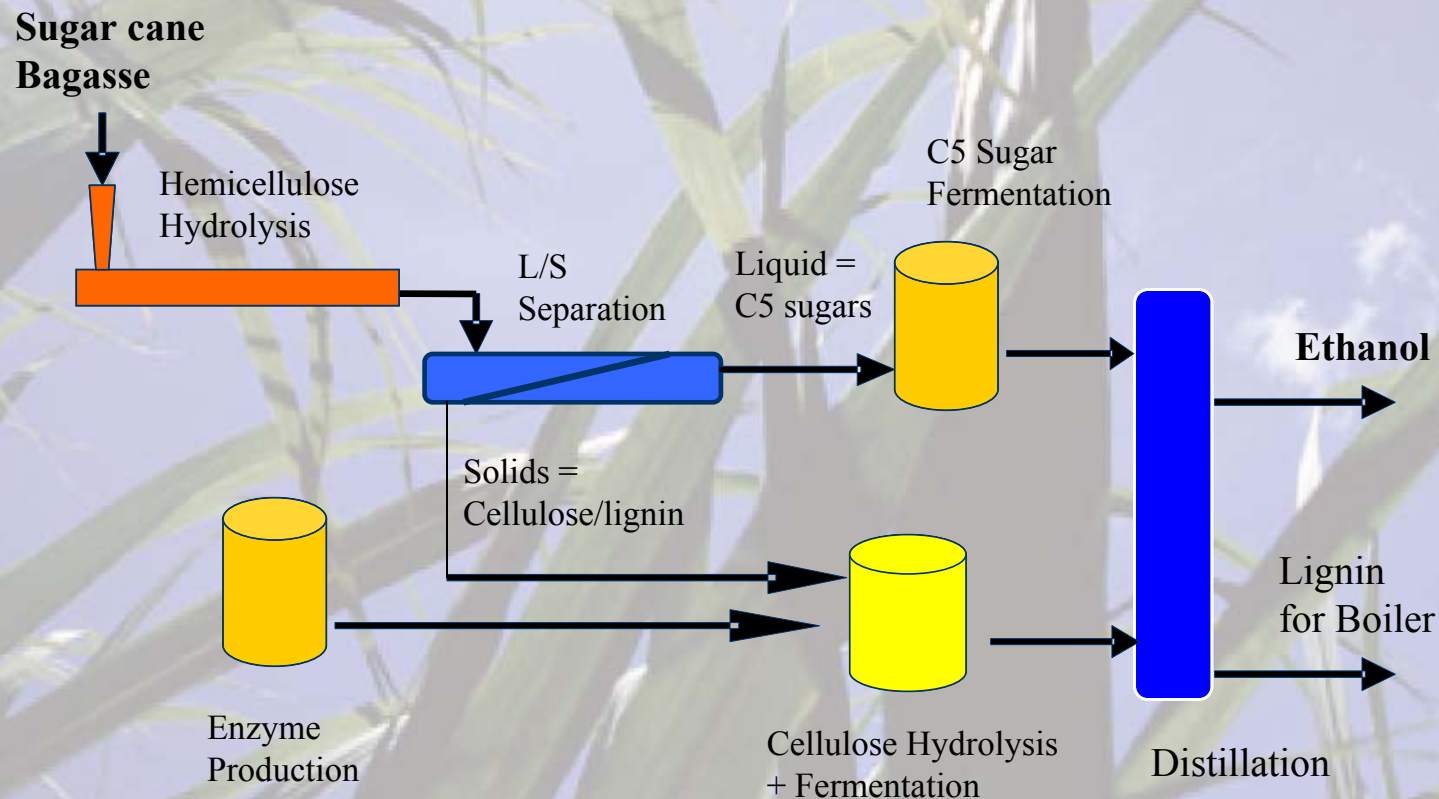 Sugar cane
Bagasse
Hemicellulose
Hydrolysis
L/S
Separation
Liquid =
C5 sugars
C5 Sugar
Fermentation
Ethanol
Solids =
Cellulose/lignin
Lignin
for Boiler
Enzyme
Production
Cellulose Hydrolysis
+ Fermentation
Distillation